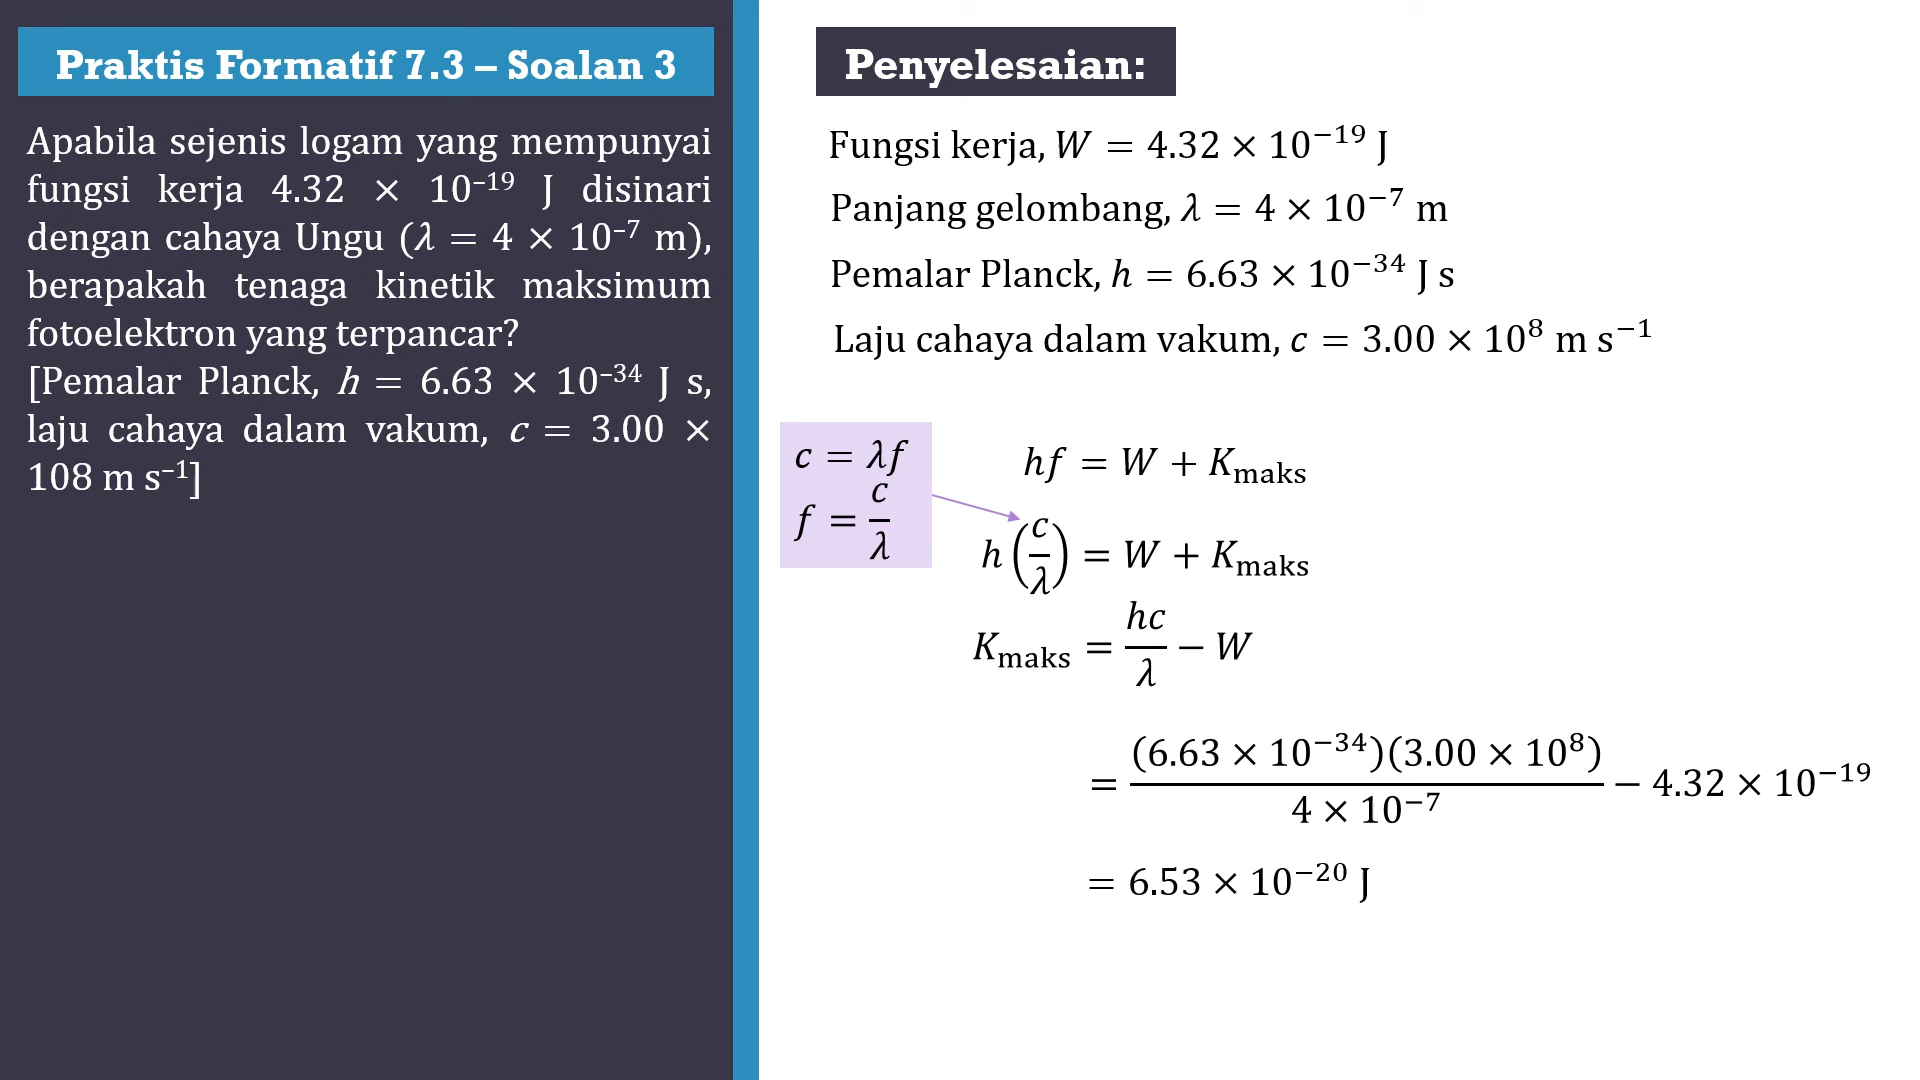 Praktis Formatif 7.3 – Soalan 3
Apabila sejenis logam yang mempunyai
fungsi kerja 4.32 × 10⁻¹⁹ J disinari
dengan cahaya Ungu (λ = 4 × 10⁻⁷ m),
berapakah tenaga kinetik maksimum
fotoelektron yang terpancar?
[Pemalar Planck, h = 6.63 × 10⁻³⁴ J s,
laju cahaya dalam vakum, c = 3.00 ×
108 m s⁻¹]
Penyelesaian:
Fungsi kerja, W = 4.32 × 10⁻¹⁹ J
Panjang gelombang, λ = 4 × 10⁻⁷ m
Pemalar Planck, h = 6.63 × 10⁻³⁴ J s
Laju cahaya dalam vakum, c = 3.00 × 10⁸ m s⁻¹
c = λf
f = c/λ
hf = W + K_maks
h(c/λ) = W + K_maks
K_maks = hc/λ − W
= (6.63 × 10⁻³⁴)(3.00 × 10⁸)/(4 × 10⁻⁷) − 4.32 × 10⁻¹⁹
= 6.53 × 10⁻²⁰ J